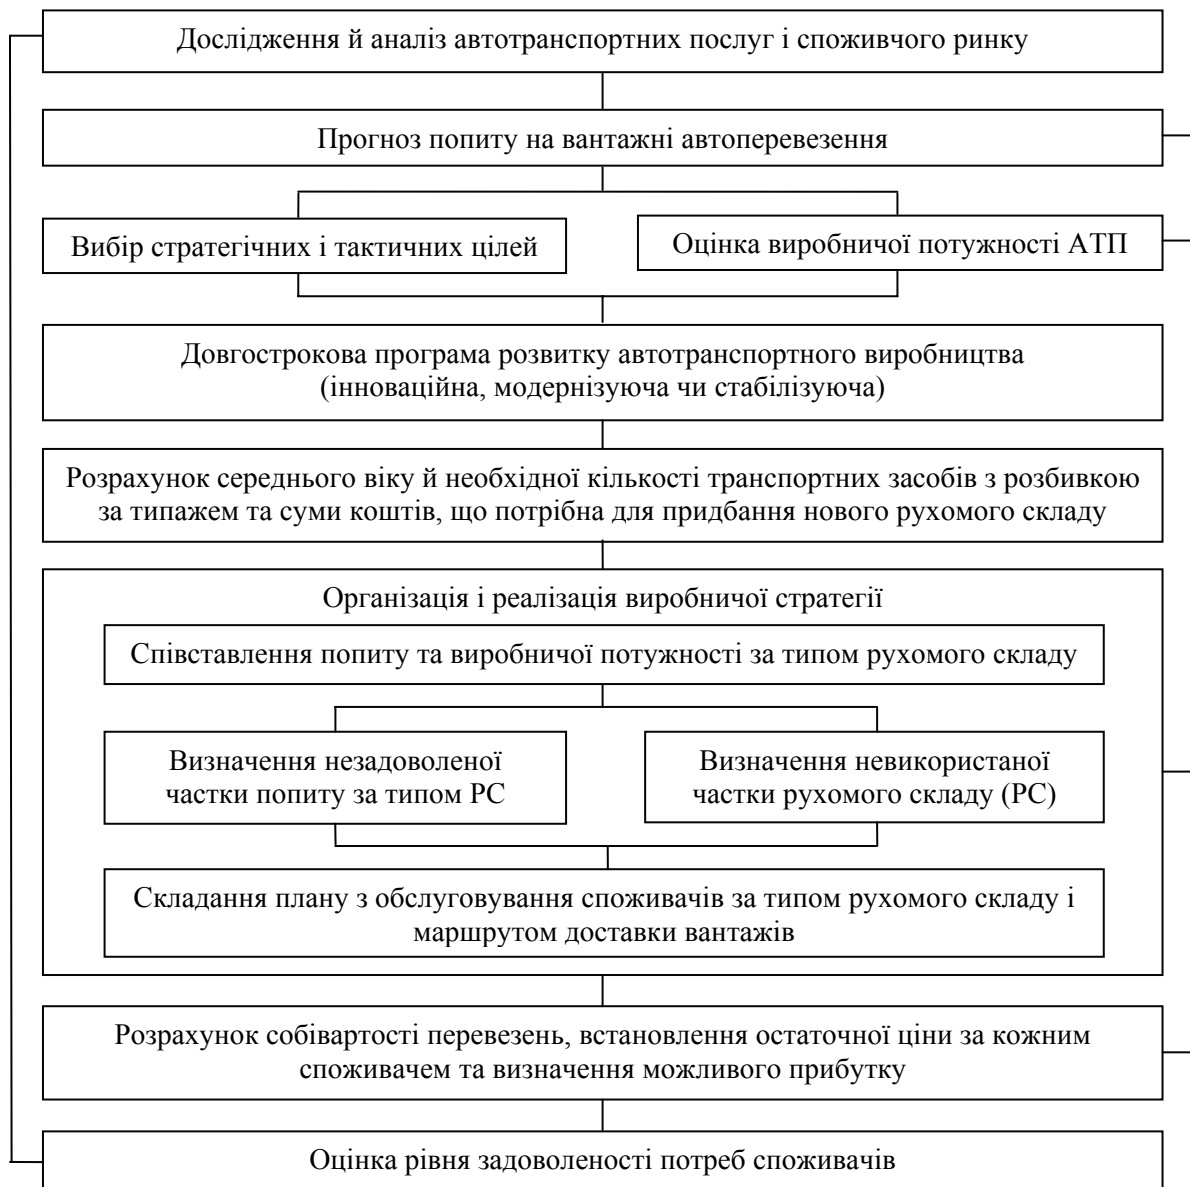 Дослідження й аналіз автотранспортних послуг і споживчого ринку
Прогноз попиту на вантажні автоперевезення
Вибір стратегічних і тактичних цілей
Оцінка виробничої потужності АТП
Довгострокова програма розвитку автотранспортного виробництва
(інноваційна, модернізуюча чи стабілізуюча)
Розрахунок середнього віку й необхідної кількості транспортних засобів з розбивкою
за типажем та суми коштів, що потрібна для придбання нового рухомого складу
Організація і реалізація виробничої стратегії
Співставлення попиту та виробничої потужності за типом рухомого складу
Визначення незадоволеної
частки попиту за типом РС
Визначення невикористаної
частки рухомого складу (РС)
Складання плану з обслуговування споживачів за типом рухомого складу і
маршрутом доставки вантажів
Розрахунок собівартості перевезень, встановлення остаточної ціни за кожним
споживачем та визначення можливого прибутку
Оцінка рівня задоволеності потреб споживачів